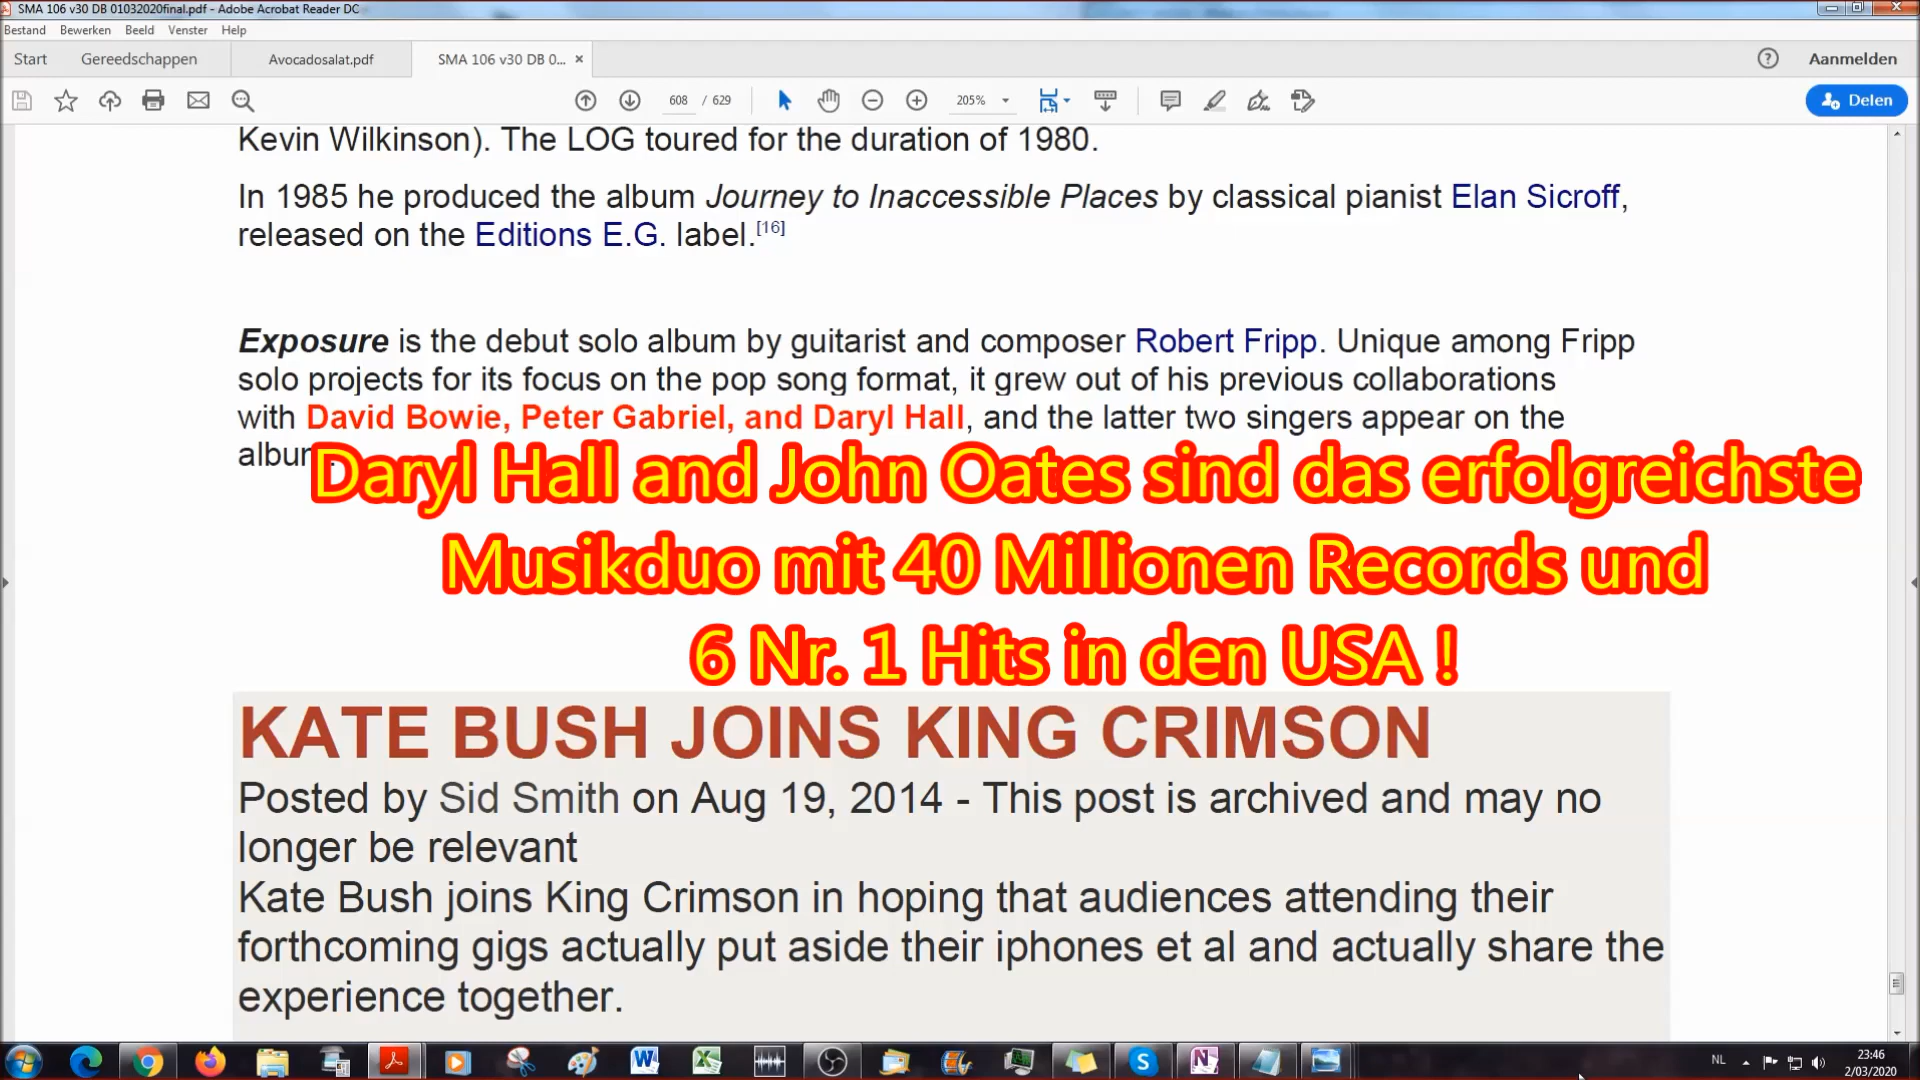 SMA 106 v30 DB 01032020final.pdf - Adobe Acrobat Reader DC
Bestand Bewerken Beeld Venster Help
Start Gereedschappen Avocadosalat.pdf SMA 106 v30 DB 0... × Aanmelden
608 / 629 205% Delen
Kevin Wilkinson). The LOG toured for the duration of 1980.
In 1985 he produced the album Journey to Inaccessible Places by classical pianist Elan Sicroff,
released on the Editions E.G. label.[16]
Exposure is the debut solo album by guitarist and composer Robert Fripp. Unique among Fripp
solo projects for its focus on the pop song format, it grew out of his previous collaborations
with David Bowie, Peter Gabriel, and Daryl Hall, and the latter two singers appear on the
Daryl Hall and John Oates sind das erfolgreichste
Musikduo mit 40 Millionen Records und
6 Nr. 1 Hits in den USA !
KATE BUSH JOINS KING CRIMSON
Posted by Sid Smith on Aug 19, 2014 - This post is archived and may no
longer be relevant
Kate Bush joins King Crimson in hoping that audiences attending their
forthcoming gigs actually put aside their iphones et al and actually share the
experience together.
NL 23:46
2/03/2020